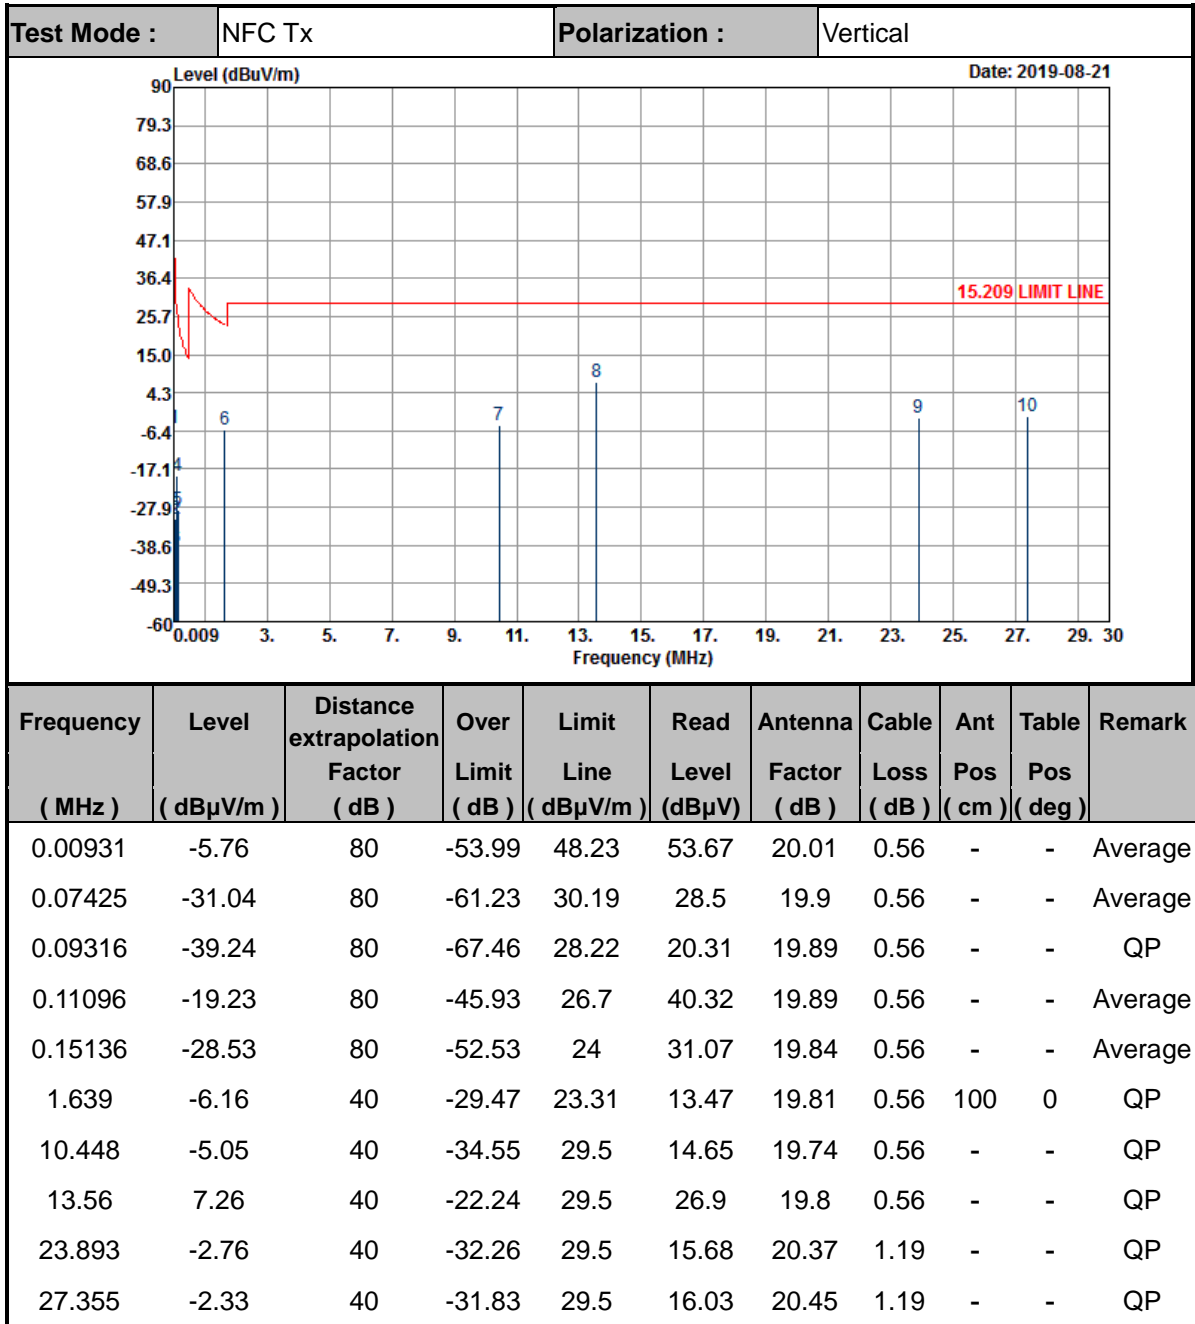 Test Mode : NFC Tx Polarization : Vertical
Level (dBuV/m) Date: 2019-08-21
90
79.3
68.6
57.9
47.1
36.4
15.209 LIMIT LINE
25.7
15.0
8
4.3
6 7 9 10
-6.4
4
-17.1
5
-27.9
-38.6
-49.3
-60
0.009 3. 5. 7. 9. 11. 13. 15. 17. 19. 21. 23. 25. 27. 29. 30
Frequency (MHz)
Frequency Level Distance extrapolation Over Limit Read Antenna Cable Ant Table Remark
Factor Limit Line Level Factor Loss Pos Pos
( MHz ) ( dBµV/m ) ( dB ) ( dB ) ( dBµV/m ) (dBµV) ( dB ) ( dB ) ( cm ) ( deg )
0.00931 -5.76 80 -53.99 48.23 53.67 20.01 0.56 - - Average
0.07425 -31.04 80 -61.23 30.19 28.5 19.9 0.56 - - Average
0.09316 -39.24 80 -67.46 28.22 20.31 19.89 0.56 - - QP
0.11096 -19.23 80 -45.93 26.7 40.32 19.89 0.56 - - Average
0.15136 -28.53 80 -52.53 24 31.07 19.84 0.56 - - Average
1.639 -6.16 40 -29.47 23.31 13.47 19.81 0.56 100 0 QP
10.448 -5.05 40 -34.55 29.5 14.65 19.74 0.56 - - QP
13.56 7.26 40 -22.24 29.5 26.9 19.8 0.56 - - QP
23.893 -2.76 40 -32.26 29.5 15.68 20.37 1.19 - - QP
27.355 -2.33 40 -31.83 29.5 16.03 20.45 1.19 - - QP